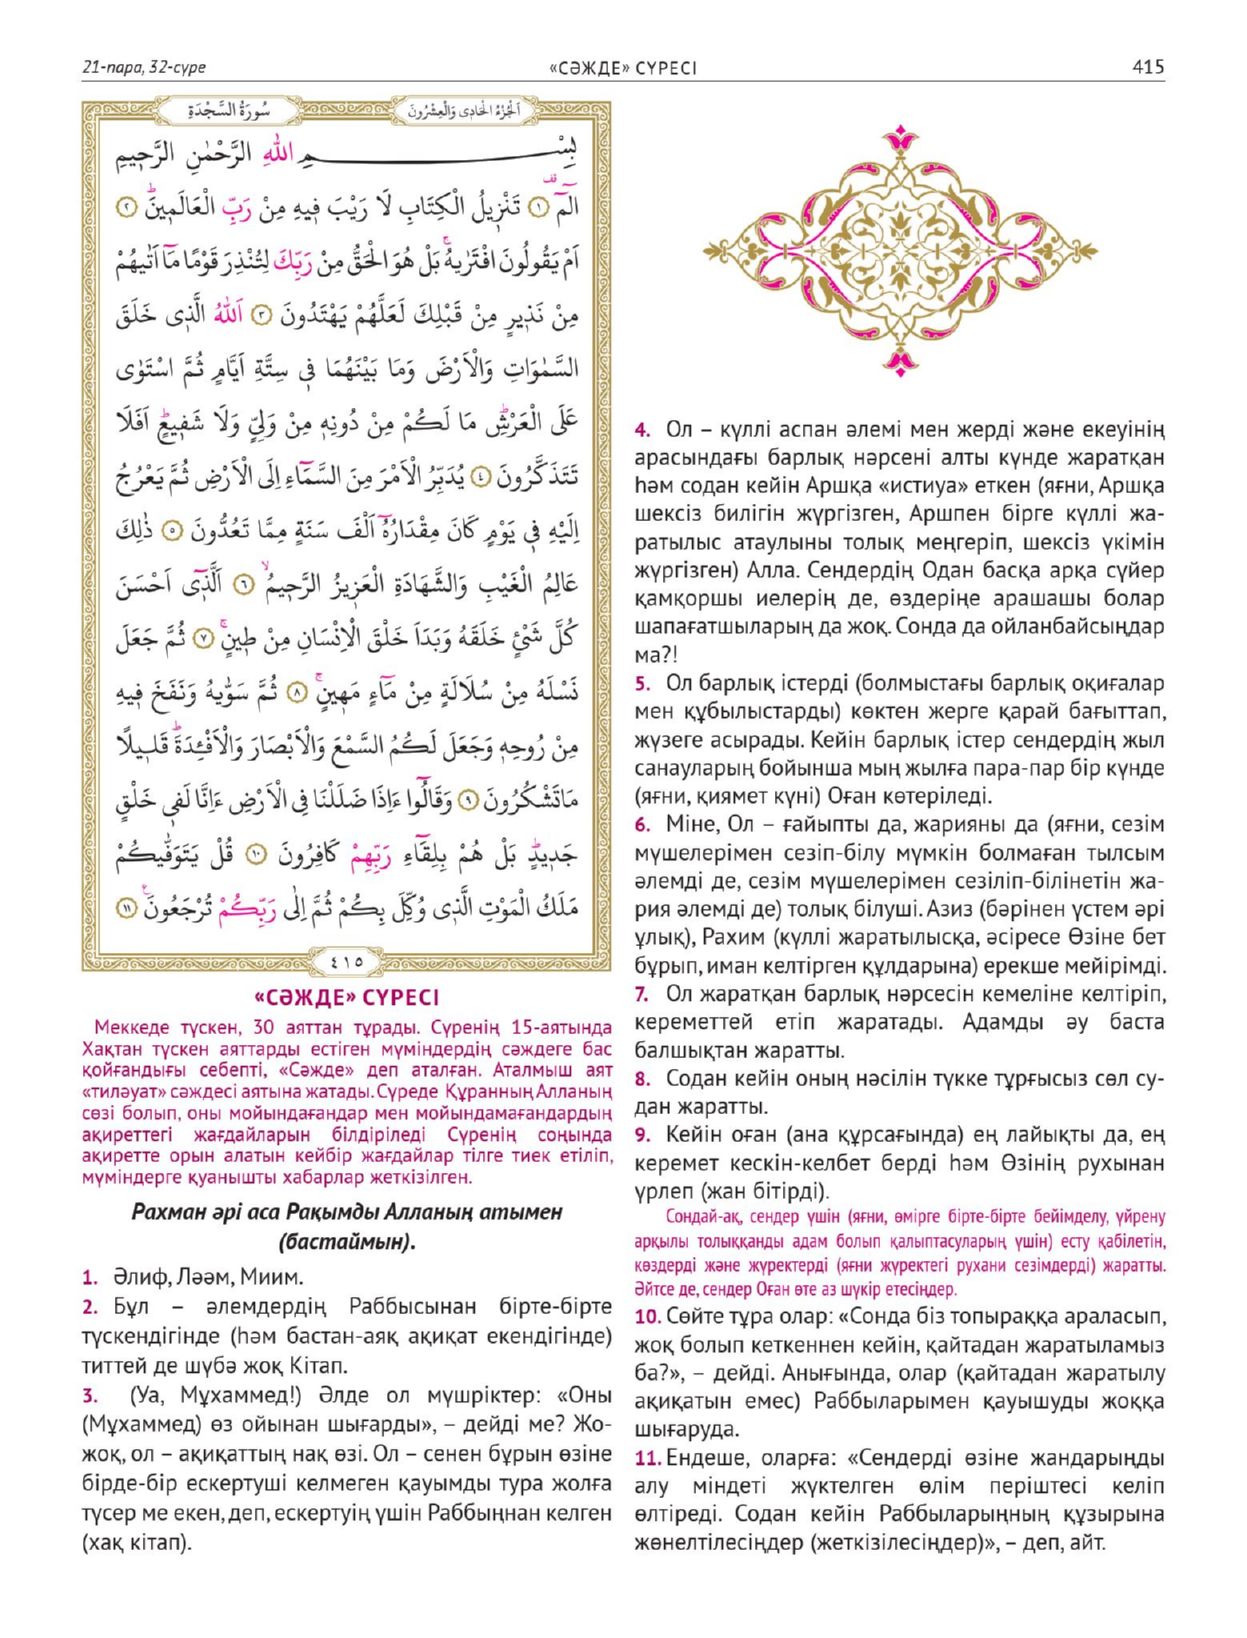 21-пара, 32-сүре
«СӘЖДЕ» СҮРЕСІ
415
سُورَةُ السَّجْدَةِ
اَلْجُزْءُ الْحَادِى وَالْعِشْرُونَ
بِسْمِ اللّٰهِ الرَّحْمٰنِ الرَّحٖيمِ
الٓمٓ ۚ ﴿١﴾ تَنْزٖيلُ الْكِتَابِ لَا رَيْبَ فٖيهِ مِنْ رَبِّ الْعَالَمٖينَ ؕ ﴿٢﴾
اَمْ يَقُولُونَ افْتَرٰيهُ ۚ بَلْ هُوَ الْحَقُّ مِنْ رَبِّكَ لِتُنْذِرَ قَوْمًا مَٓا اَتٰيهُمْ
مِنْ نَذٖيرٍ مِنْ قَبْلِكَ لَعَلَّهُمْ يَهْتَدُونَ ﴿٣﴾ اَللّٰهُ الَّذٖى خَلَقَ
السَّمٰوَاتِ وَالْاَرْضَ وَمَا بَيْنَهُمَا فٖى سِتَّةِ اَيَّامٍ ثُمَّ اسْتَوٰى
عَلَى الْعَرْشِ ؕ مَا لَكُمْ مِنْ دُونِهٖ مِنْ وَلِىٍّ وَلَا شَفٖيعٍ ؕ اَفَلَا
تَتَذَكَّرُونَ ﴿٤﴾ يُدَبِّرُ الْاَمْرَ مِنَ السَّمَٓاءِ اِلَى الْاَرْضِ ثُمَّ يَعْرُجُ
اِلَيْهِ فٖى يَوْمٍ كَانَ مِقْدَارُهُٓ اَلْفَ سَنَةٍ مِمَّا تَعُدُّونَ ﴿٥﴾ ذٰلِكَ
عَالِمُ الْغَيْبِ وَالشَّهَادَةِ الْعَزٖيزُ الرَّحٖيمُ ۙ ﴿٦﴾ اَلَّذٖٓى اَحْسَنَ
كُلَّ شَىْءٍ خَلَقَهُ وَبَدَاَ خَلْقَ الْاِنْسَانِ مِنْ طٖينٍ ۚ ﴿٧﴾ ثُمَّ جَعَلَ
نَسْلَهُ مِنْ سُلَالَةٍ مِنْ مَٓاءٍ مَهٖينٍ ۚ ﴿٨﴾ ثُمَّ سَوّٰيهُ وَنَفَخَ فٖيهِ
مِنْ رُوحِهٖ وَجَعَلَ لَكُمُ السَّمْعَ وَالْاَبْصَارَ وَالْاَفْـِٔدَةَ ؕ قَلٖيلًا
مَاتَشْكُرُونَ ﴿٩﴾ وَقَالُٓوا ءَاِذَا ضَلَلْنَا فِى الْاَرْضِ ءَاِنَّا لَفٖى خَلْقٍ
جَدٖيدٍ ؕ بَلْ هُمْ بِلِقَٓاءِ رَبِّهِمْ كَافِرُونَ ﴿١٠﴾ قُلْ يَتَوَفّٰيكُمْ
مَلَكُ الْمَوْتِ الَّذٖى وُكِّلَ بِكُمْ ثُمَّ اِلٰى رَبِّكُمْ تُرْجَعُونَ ۟ ﴿١١﴾
٤١٥
«СӘЖДЕ» СҮРЕСІ
Меккеде түскен, 30 аяттан тұрады. Сүренің 15-аятында
Хақтан түскен аяттарды естіген мүміндердің сәждеге бас
қойғандығы себепті, «Сәжде» деп аталған. Аталмыш аят
«тиләуат» сәждесі аятына жатады. Сүреде Құранның Алланың
сөзі болып, оны мойындағандар мен мойындамағандардың
ақиреттегі жағдайларын білдіріледі Сүренің соңында
ақиретте орын алатын кейбір жағдайлар тілге тиек етіліп,
мүміндерге қуанышты хабарлар жеткізілген.
Рахман әрі аса Рақымды Алланың атымен
(бастаймын).
1. Әлиф, Ләәм, Миим.
2. Бұл – әлемдердің Раббысынан бірте-бірте
түскендігінде (һәм бастан-аяқ ақиқат екендігінде)
титтей де шүбә жоқ Кітап.
3. (Уа, Мұхаммед!) Әлде ол мүшріктер: «Оны
(Мұхаммед) өз ойынан шығарды», – дейді ме? Жо-
жоқ, ол – ақиқаттың нақ өзі. Ол – сенен бұрын өзіне
бірде-бір ескертуші келмеген қауымды тура жолға
түсер ме екен, деп, ескертуің үшін Раббыңнан келген
(хақ кітап).
4. Ол – күллі аспан әлемі мен жерді және екеуінің
арасындағы барлық нәрсені алты күнде жаратқан
һәм содан кейін Аршқа «истиуа» еткен (яғни, Аршқа
шексіз билігін жүргізген, Аршпен бірге күллі жа-
ратылыс атаулыны толық меңгеріп, шексіз үкімін
жүргізген) Алла. Сендердің Одан басқа арқа сүйер
қамқоршы иелерің де, өздеріңе арашашы болар
шапағатшыларың да жоқ. Сонда да ойланбайсыңдар
ма?!
5. Ол барлық істерді (болмыстағы барлық оқиғалар
мен құбылыстарды) көктен жерге қарай бағыттап,
жүзеге асырады. Кейін барлық істер сендердің жыл
санауларың бойынша мың жылға пара-пар бір күнде
(яғни, қиямет күні) Оған көтеріледі.
6. Міне, Ол – ғайыпты да, жарияны да (яғни, сезім
мүшелерімен сезіп-білу мүмкін болмаған тылсым
әлемді де, сезім мүшелерімен сезіліп-білінетін жа-
рия әлемді де) толық білуші. Азиз (бәрінен үстем әрі
ұлық), Рахим (күллі жаратылысқа, әсіресе Өзіне бет
бұрып, иман келтірген құлдарына) ерекше мейірімді.
7. Ол жаратқан барлық нәрсесін кемеліне келтіріп,
кереметтей етіп жаратады. Адамды әу баста
балшықтан жаратты.
8. Содан кейін оның нәсілін түкке тұрғысыз сөл су-
дан жаратты.
9. Кейін оған (ана құрсағында) ең лайықты да, ең
керемет кескін-келбет берді һәм Өзінің рухынан
үрлеп (жан бітірді).
Сондай-ақ, сендер үшін (яғни, өмірге бірте-бірте бейімделу, үйрену
арқылы толыққанды адам болып қалыптасуларың үшін) есту қабілетін,
көздерді және жүректерді (яғни жүректегі рухани сезімдерді) жаратты.
Әйтсе де, сендер Оған өте аз шүкір етесіңдер.
10. Сөйте тұра олар: «Сонда біз топыраққа араласып,
жоқ болып кеткеннен кейін, қайтадан жаратыламыз
ба?», – дейді. Анығында, олар (қайтадан жаратылу
ақиқатын емес) Раббыларымен қауышуды жоққа
шығаруда.
11. Ендеше, оларға: «Сендерді өзіне жандарыңды
алу міндеті жүктелген өлім періштесі келіп
өлтіреді. Содан кейін Раббыларыңның құзырына
жөнелтілесіңдер (жеткізілесіңдер)», – деп, айт.